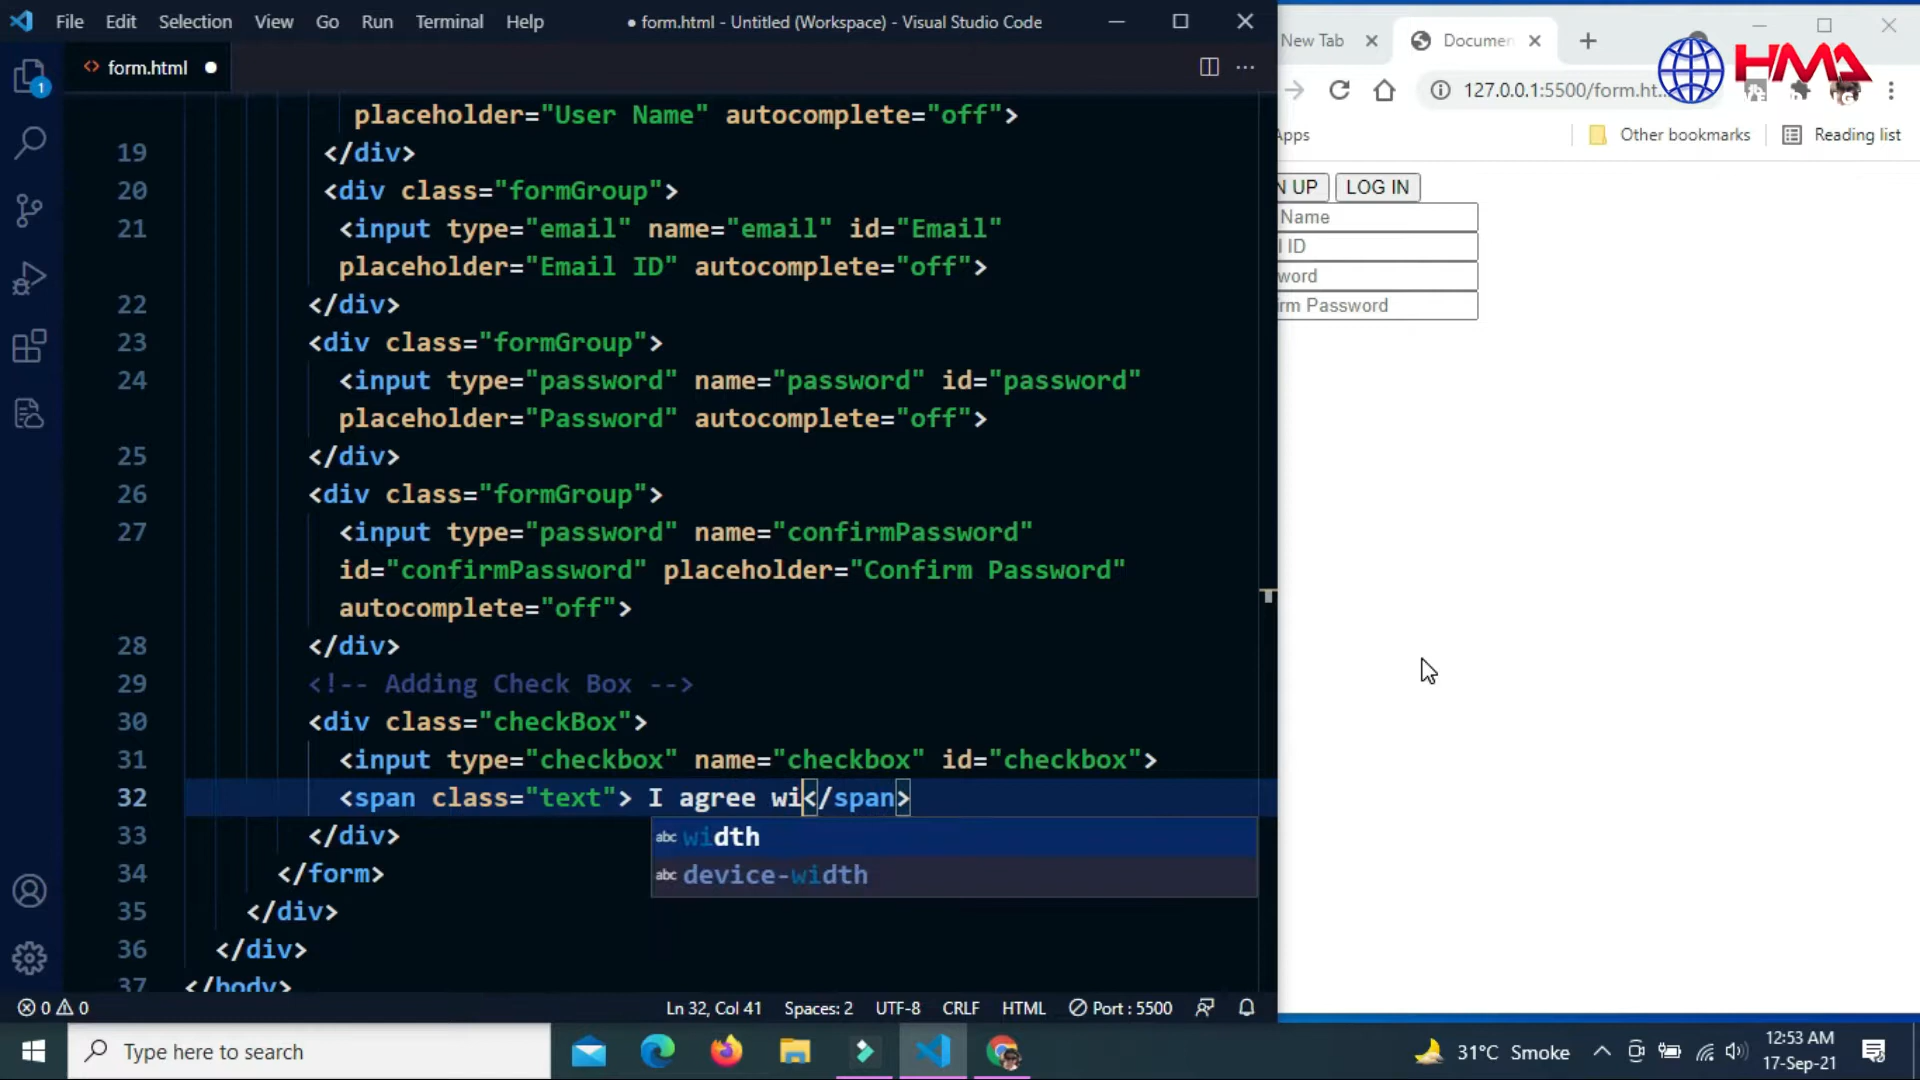 File Edit Selection View Go Run Terminal Help ● form.html - Untitled (Workspace) - Visual Studio Code
<> form.html ●
1
placeholder="User Name" autocomplete="off">
19 </div>
20 <div class="formGroup">
21 <input type="email" name="email" id="Email"
placeholder="Email ID" autocomplete="off">
22 </div>
23 <div class="formGroup">
24 <input type="password" name="password" id="password"
placeholder="Password" autocomplete="off">
25 </div>
26 <div class="formGroup">
27 <input type="password" name="confirmPassword"
id="confirmPassword" placeholder="Confirm Password"
autocomplete="off">
28 </div>
29 <!-- Adding Check Box -->
30 <div class="checkBox">
31 <input type="checkbox" name="checkbox" id="checkbox">
32 <span class="text"> I agree wi</span>
abc width
abc device-width
33 </div>
34 </form>
35 </div>
36 </div>
37 </body>
0 0 Ln 32, Col 41 Spaces: 2 UTF-8 CRLF HTML Port : 5500
New Tab Documen
127.0.0.1:5500/form.ht...
HMA
Apps Other bookmarks Reading list
N UP LOG IN
Name
l ID
word
rm Password
Type here to search
31°C Smoke
12:53 AM
17-Sep-21